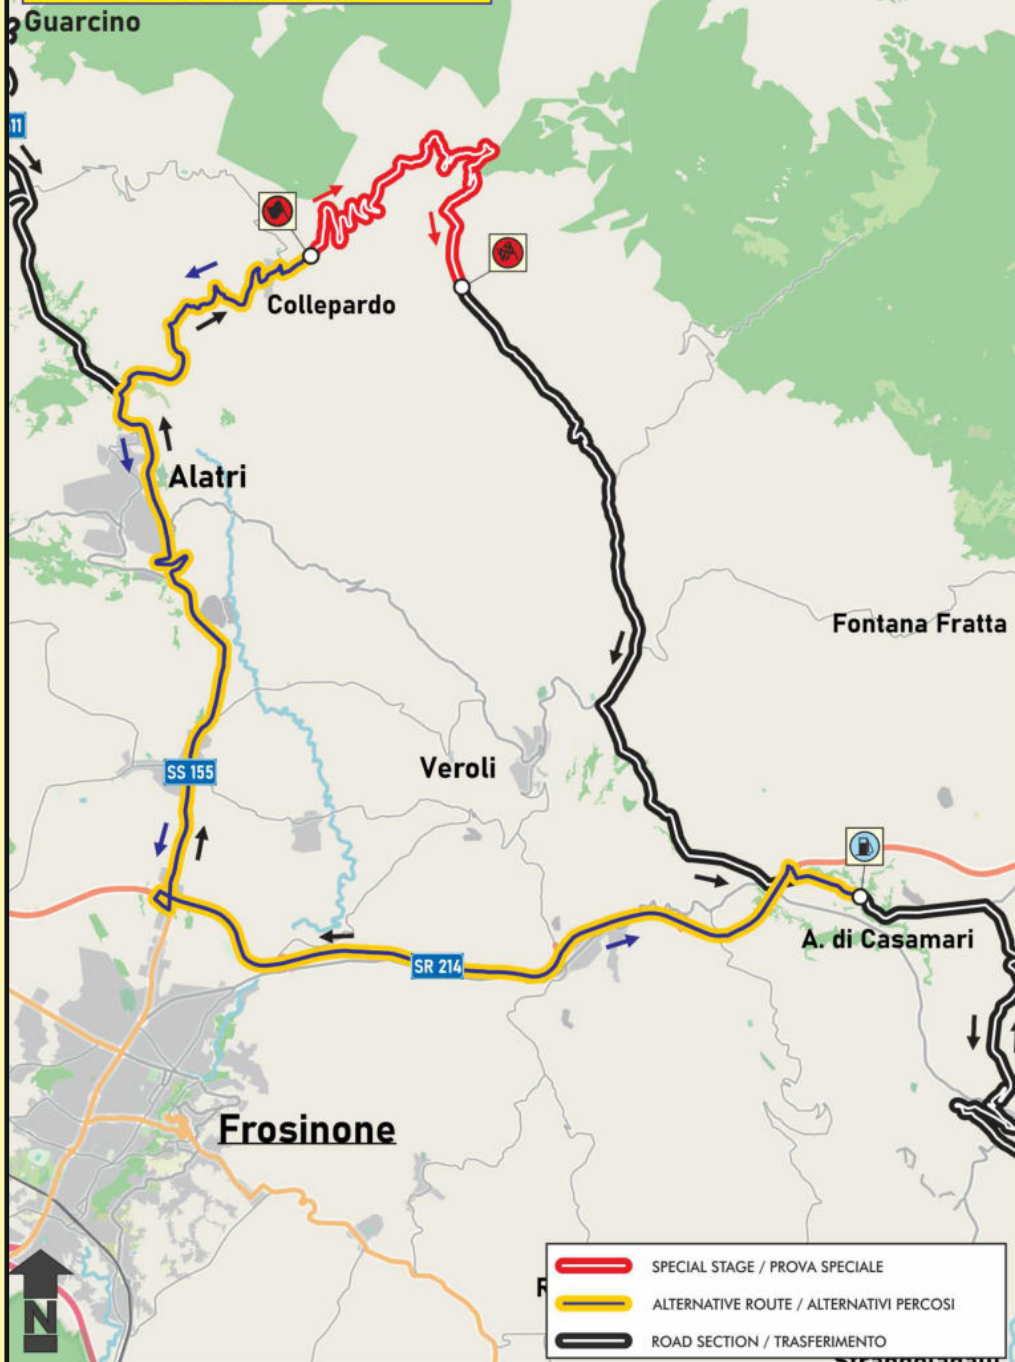 Guarcino
Collepardo
Alatri
Fontana Fratta
Veroli
SS 155
A. di Casamari
SR 214
Frosinone
SPECIAL STAGE / PROVA SPECIALE
ALTERNATIVE ROUTE / ALTERNATIVI PERCOSI
ROAD SECTION / TRASFERIMENTO
N